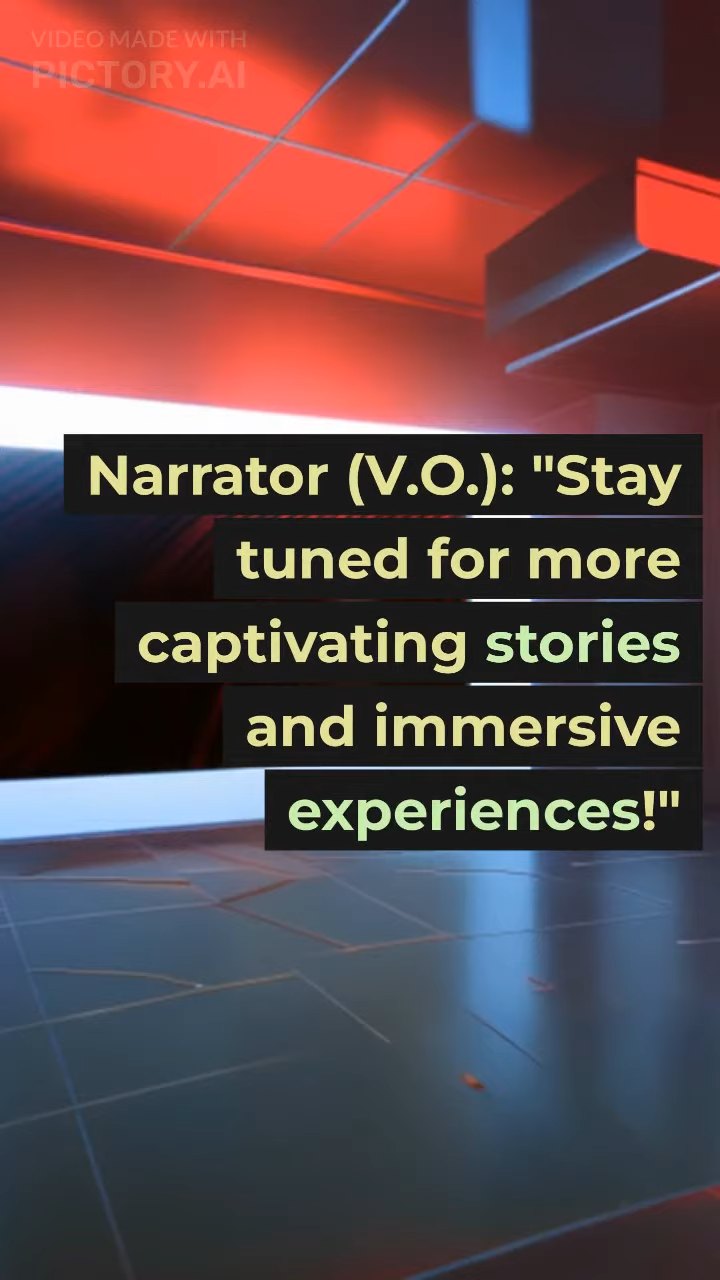 VIDEO MADE WITH
PICTORY.AI
Narrator (V.O.): "Stay
tuned for more
captivating stories
and immersive
experiences!"